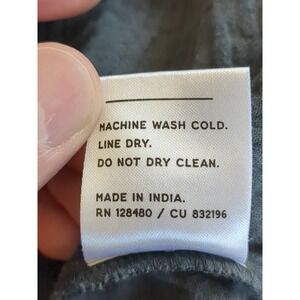 MACHINE WASH COLD.
LINE DRY.
DO NOT DRY CLEAN.
MADE IN INDIA.
RN 128480 / CU 832196